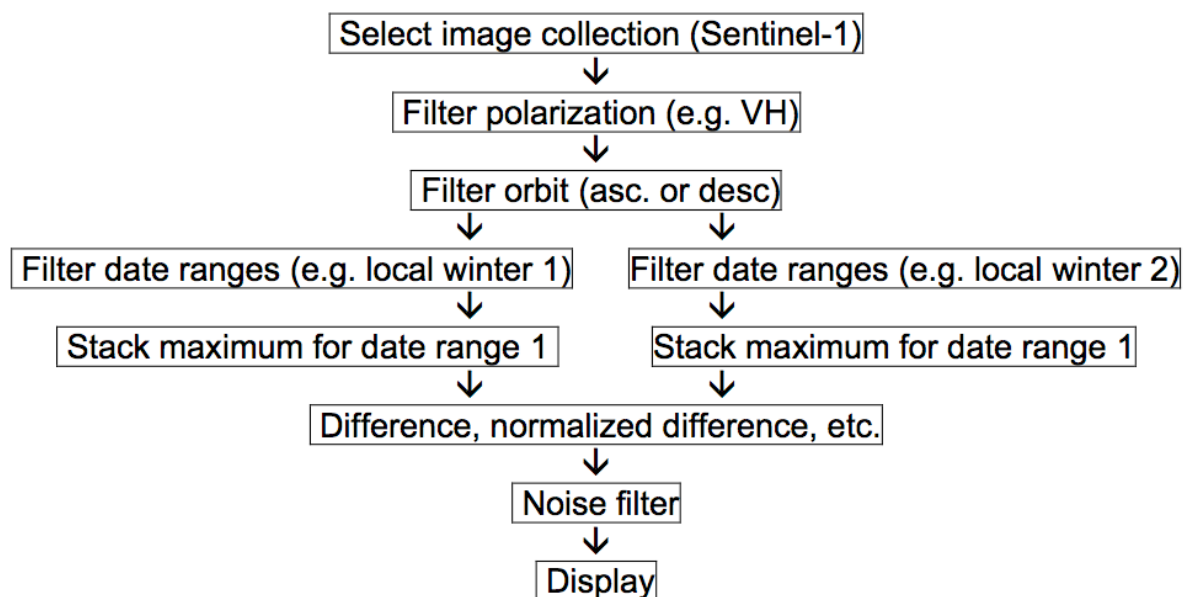 Select image collection (Sentinel-1)
Filter polarization (e.g. VH)
Filter orbit (asc. or desc)
Filter date ranges (e.g. local winter 1)
Filter date ranges (e.g. local winter 2)
Stack maximum for date range 1
Stack maximum for date range 1
Difference, normalized difference, etc.
Noise filter
Display